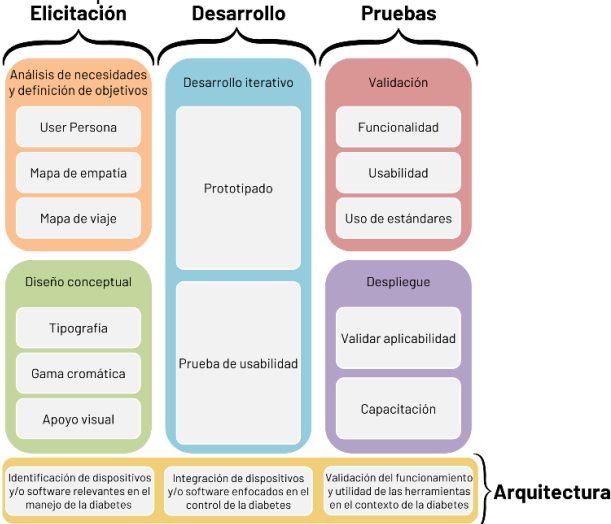 Elicitación
Desarrollo
Pruebas
Análisis de necesidades
y definición de objetivos
User Persona
Mapa de empatía
Mapa de viaje
Diseño conceptual
Tipografía
Gama cromática
Apoyo visual
Desarrollo iterativo
Prototipado
Prueba de usabilidad
Validación
Funcionalidad
Usabilidad
Uso de estándares
Despliegue
Validar aplicabilidad
Capacitación
Identificación de dispositivos
y/o software relevantes en el
manejo de la diabetes
Integración de dispositivos
y/o software enfocados en el
control de la diabetes
Validación del funcionamiento
y utilidad de las herramientas
en el contexto de la diabetes
Arquitectura